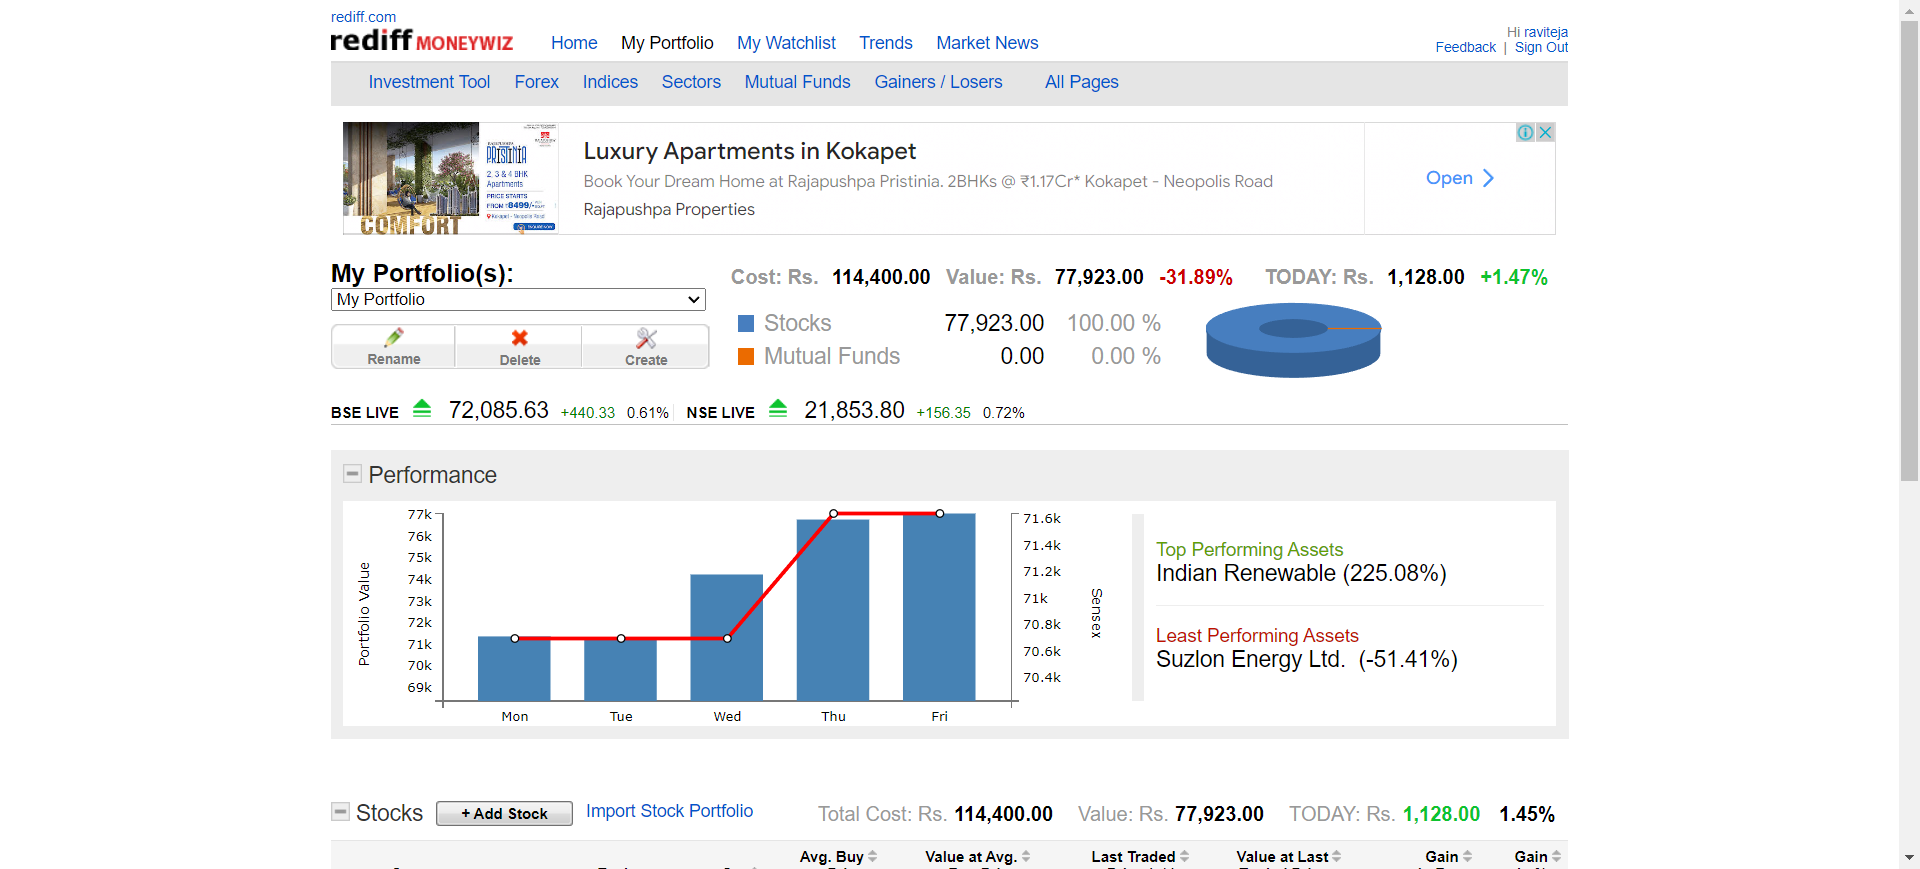 rediff.com
rediff MONEYWIZ
Home My Portfolio My Watchlist Trends Market News
Hi raviteja
Feedback | Sign Out
Investment Tool Forex Indices Sectors Mutual Funds Gainers / Losers All Pages
PRISTINIA
2, 3 & 4 BHK
Apartments
PRICE STARTS
FROM ₹8499/-
Kokapet - Neopolis Road
COMFORT
ENQUIRE NOW
Luxury Apartments in Kokapet
Book Your Dream Home at Rajapushpa Pristinia. 2BHKs @ ₹1.17Cr* Kokapet - Neopolis Road
Rajapushpa Properties
Open
My Portfolio(s):
My Portfolio
Rename Delete Create
Cost: Rs. 114,400.00 Value: Rs. 77,923.00 -31.89% TODAY: Rs. 1,128.00 +1.47%
Stocks 77,923.00 100.00 %
Mutual Funds 0.00 0.00 %
BSE LIVE 72,085.63 +440.33 0.61% NSE LIVE 21,853.80 +156.35 0.72%
Performance
Portfolio Value
77k
76k
75k
74k
73k
72k
71k
70k
69k
Mon Tue Wed Thu Fri
71.6k
71.4k
71.2k
71k
70.8k
70.6k
70.4k
Sensex
Top Performing Assets
Indian Renewable (225.08%)
Least Performing Assets
Suzlon Energy Ltd. (-51.41%)
Stocks + Add Stock Import Stock Portfolio Total Cost: Rs. 114,400.00 Value: Rs. 77,923.00 TODAY: Rs. 1,128.00 1.45%
Avg. Buy Value at Avg. Last Traded Value at Last Gain Gain